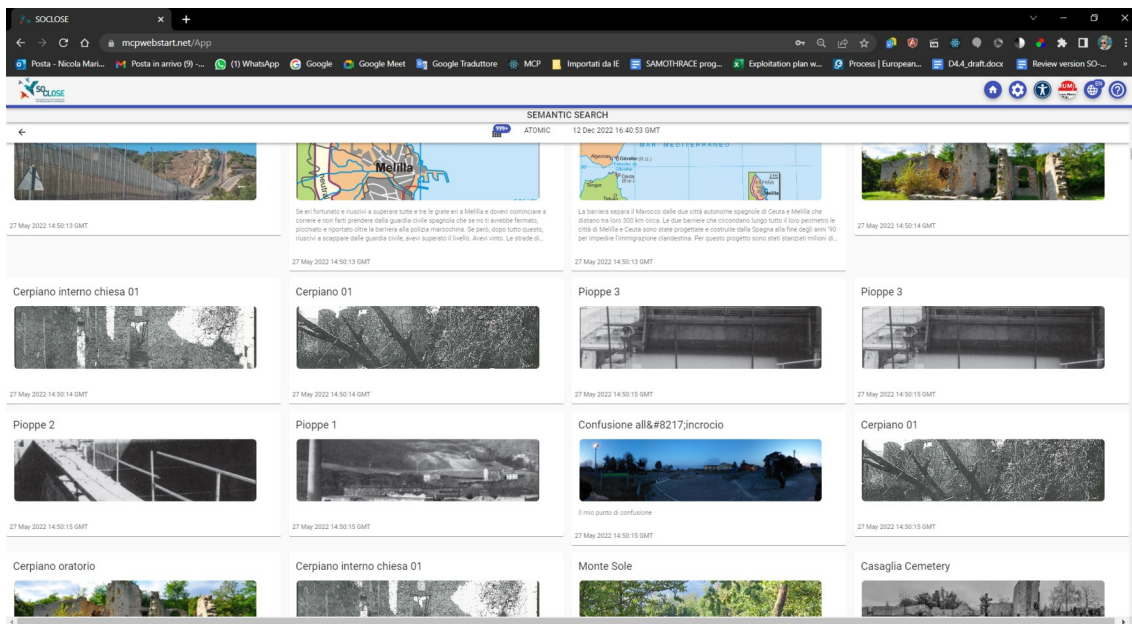 SOCLOSE
mcpwebstart.net/App
Posta - Nicola Mari... Posta in arrivo (9) -... (1) WhatsApp Google Google Meet Google Traduttore MCP Importati da IE SAMOTHRACE prog... Exploitation plan w... Process | European... D4.4_draft.docx Review version SO-... »
SO CLOSE
EN
SEMANTIC SEARCH
999+ ATOMIC 12 Dec 2022 16:40:53 GMT
Melilla
neutral
MAR MEDITERRANEO
Algeciras
Gibraltar (R.U.)
Ceuta
Tanger
Melilla
27 May 2022 14:50:13 GMT
Se eri fortunato e riuscivi a superare tutte e tre le grate eri a Melilla e dovevi cominciare a
correre e non farti prendere dalla guardia civile spagnola che se no ti avrebbe fermato,
picchiato e riportato oltre la barriera alla polizia marocchina. Se però, dopo tutto questo,
riuscivi a scappare dalle guardia civile, avevi superato il livello. Avevi vinto. Le strade di...
27 May 2022 14:50:13 GMT
La barriera separa il Marocco dalle due città autonome spagnole di Ceuta e Melilla che
distano tra loro 300 km circa. Le due barriere che circondano lungo tutto il loro perimetro le
città di Melilla e Ceuta sono state progettate e costruite dalla Spagna alla fine degli anni '90
per impedire l'immigrazione clandestina. Per questo progetto sono stati stanziati milioni di...
27 May 2022 14:50:13 GMT
27 May 2022 14:50:14 GMT
Cerpiano interno chiesa 01
27 May 2022 14:50:14 GMT
Cerpiano 01
27 May 2022 14:50:14 GMT
Pioppe 3
27 May 2022 14:50:15 GMT
Pioppe 3
27 May 2022 14:50:15 GMT
Pioppe 2
27 May 2022 14:50:15 GMT
Pioppe 1
27 May 2022 14:50:15 GMT
Confusione all&#8217;incrocio
Il mio punto di confusione
27 May 2022 14:50:15 GMT
Cerpiano 01
27 May 2022 14:50:15 GMT
Cerpiano oratorio
Cerpiano interno chiesa 01
Monte Sole
Casaglia Cemetery